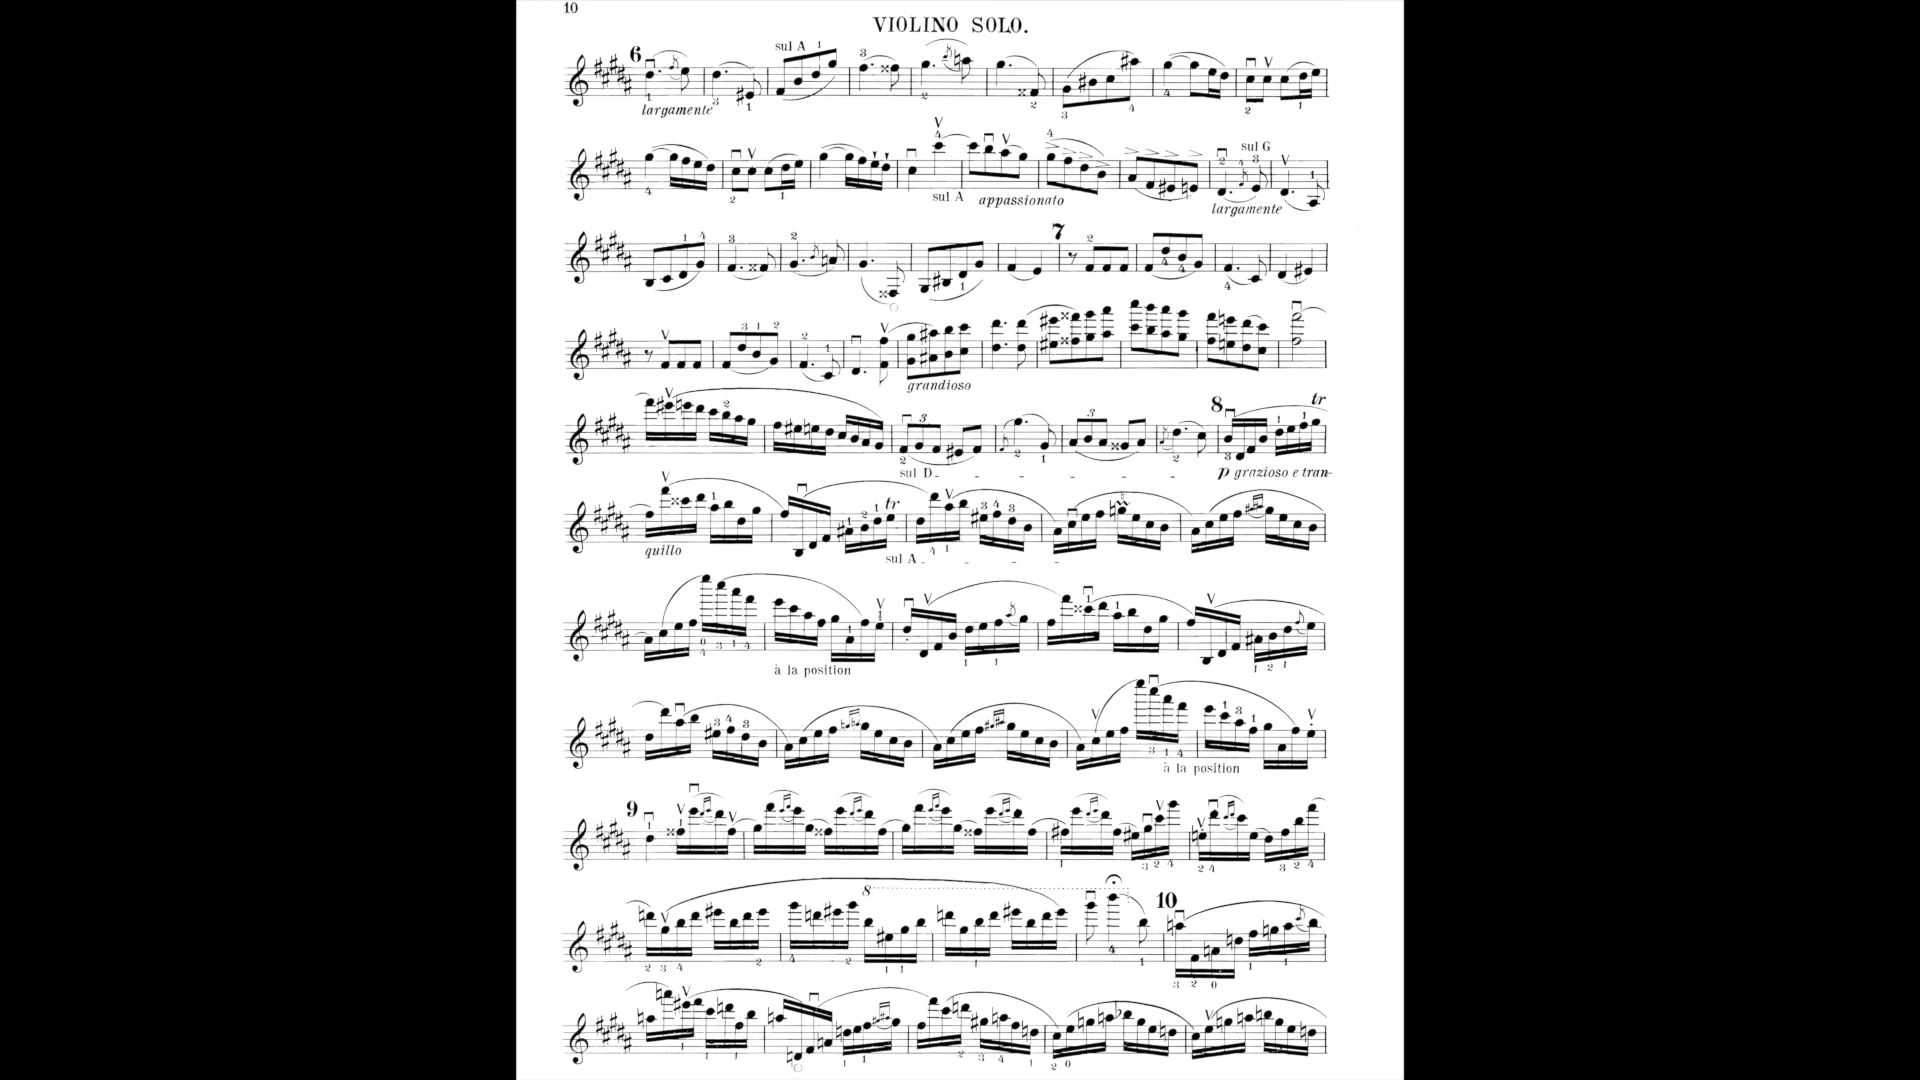 10
VIOLINO SOLO.
6
sul A
largamente
sul G
sul A
appassionato
largamente
7
grandioso
8
tr
sul D
p grazioso e tran-
tr
quillo
sul A
à la position
à la position
9
8
10